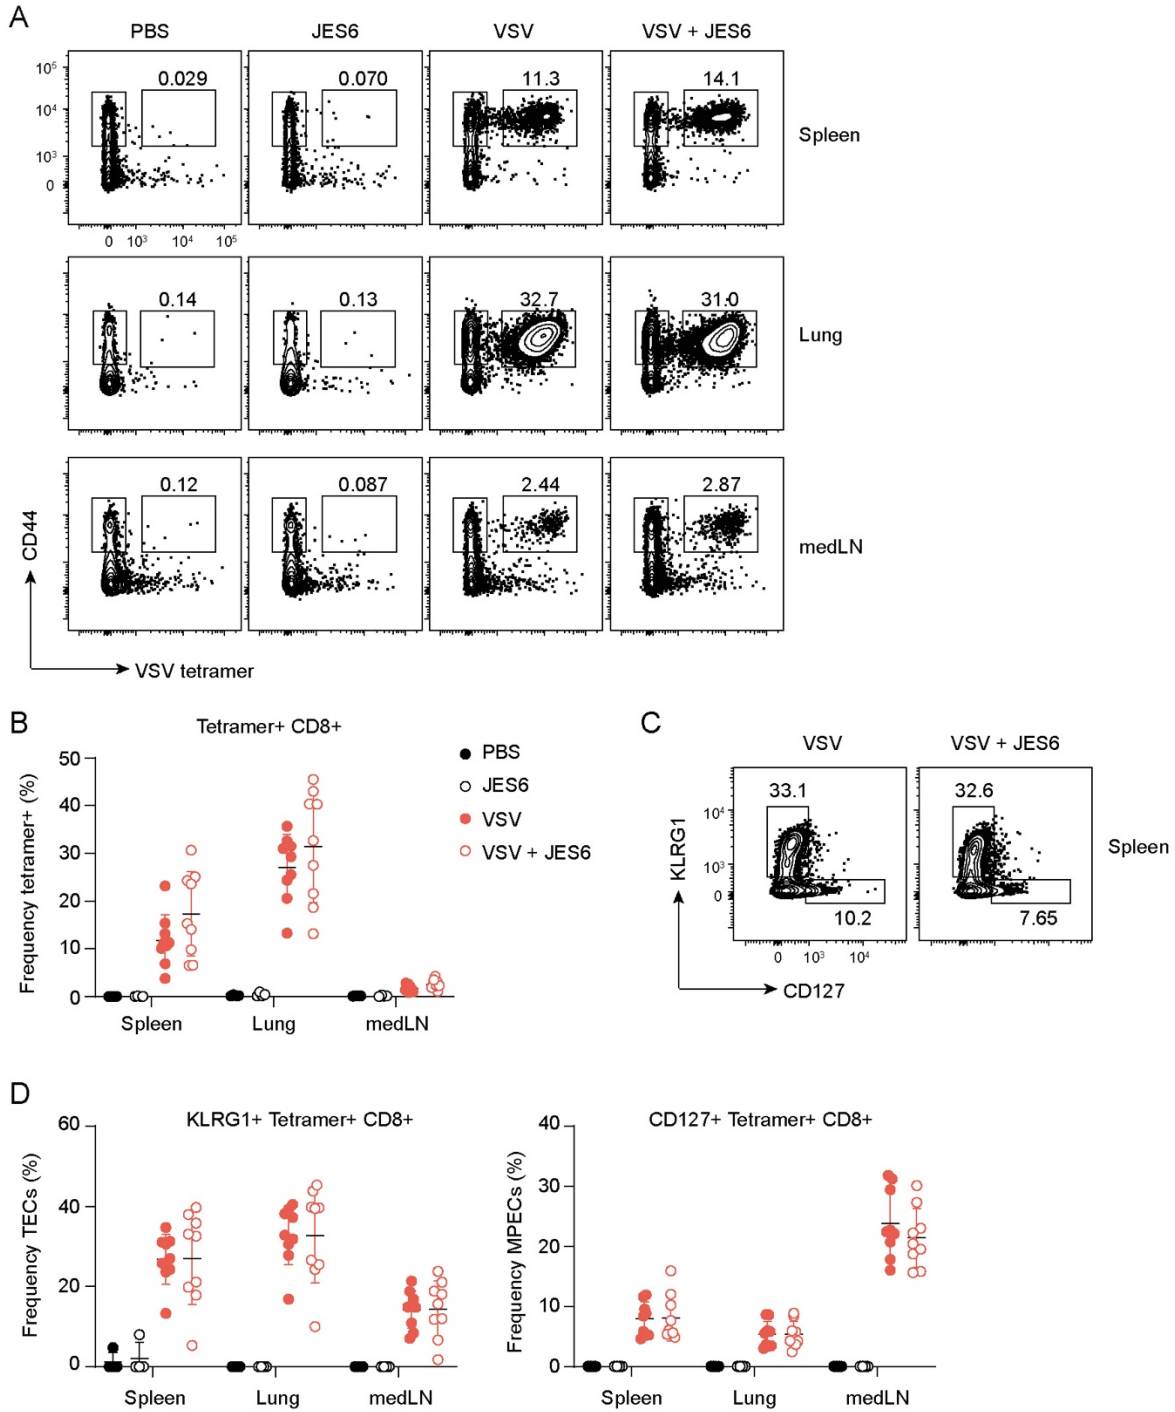 A
PBS JES6 VSV VSV + JES6
10⁵ 0.029 0.070 11.3 14.1
10⁴
Spleen
10³
0
0 10³ 10⁴ 10⁵
0.14 0.13 32.7 31.0
Lung
0.12 0.087 2.44 2.87
medLN
CD44
VSV tetramer
B
Tetramer+ CD8+
Frequency tetramer+ (%)
50
40
30
20
10
0
Spleen Lung medLN
PBS
JES6
VSV
VSV + JES6
C
VSV VSV + JES6
33.1 32.6
10⁴
10³
0
10.2 7.65
Spleen
0 10³ 10⁴
KLRG1
CD127
D
KLRG1+ Tetramer+ CD8+
Frequency TECs (%)
60
40
20
0
Spleen Lung medLN
CD127+ Tetramer+ CD8+
Frequency MPECs (%)
40
30
20
10
0
Spleen Lung medLN